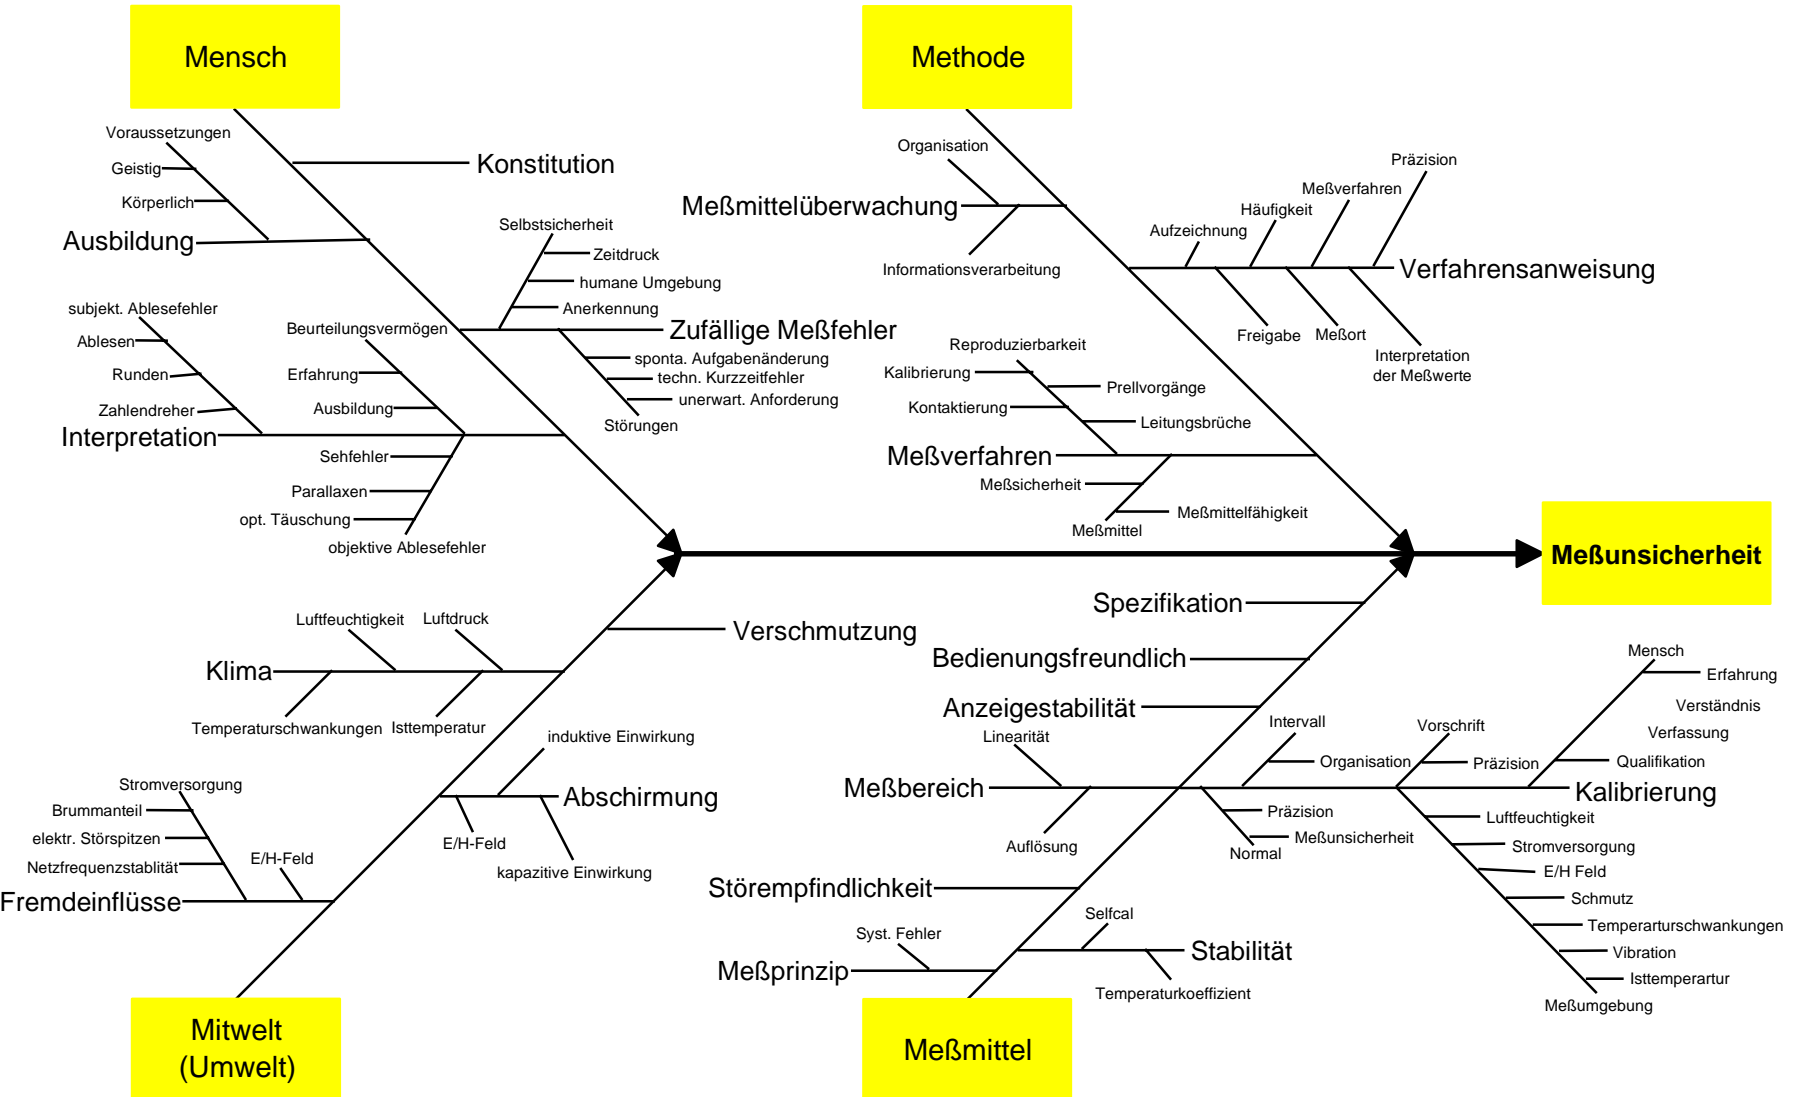 Mensch
Voraussetzungen
Geistig
Körperlich
Ausbildung
Konstitution
Selbstsicherheit
Zeitdruck
humane Umgebung
Anerkennung
Zufällige Meßfehler
sponta. Aufgabenänderung
techn. Kurzzeitfehler
unerwart. Anforderung
Störungen
subjekt. Ablesefehler
Ablesen
Runden
Zahlendreher
Interpretation
Beurteilungsvermögen
Erfahrung
Ausbildung
Sehfehler
Parallaxen
opt. Täuschung
objektive Ablesefehler
Methode
Organisation
Meßmittelüberwachung
Informationsverarbeitung
Präzision
Meßverfahren
Häufigkeit
Aufzeichnung
Verfahrensanweisung
Freigabe
Meßort
Interpretation
der Meßwerte
Reproduzierbarkeit
Kalibrierung
Prellvorgänge
Kontaktierung
Leitungsbrüche
Meßverfahren
Meßsicherheit
Meßmittelfähigkeit
Meßmittel
Meßunsicherheit
Luftfeuchtigkeit
Luftdruck
Verschmutzung
Klima
Temperaturschwankungen
Isttemperatur
induktive Einwirkung
Abschirmung
E/H-Feld
kapazitive Einwirkung
Stromversorgung
Brummanteil
elektr. Störspitzen
Netzfrequenzstablität
E/H-Feld
Fremdeinflüsse
Mitwelt
(Umwelt)
Spezifikation
Bedienungsfreundlich
Anzeigestabilität
Linearität
Meßbereich
Auflösung
Intervall
Organisation
Vorschrift
Präzision
Mensch
Erfahrung
Verständnis
Verfassung
Qualifikation
Kalibrierung
Präzision
Meßunsicherheit
Normal
Luftfeuchtigkeit
Stromversorgung
E/H Feld
Schmutz
Temperarturschwankungen
Vibration
Isttemperartur
Meßumgebung
Störempfindlichkeit
Selfcal
Stabilität
Temperaturkoeffizient
Syst. Fehler
Meßprinzip
Meßmittel